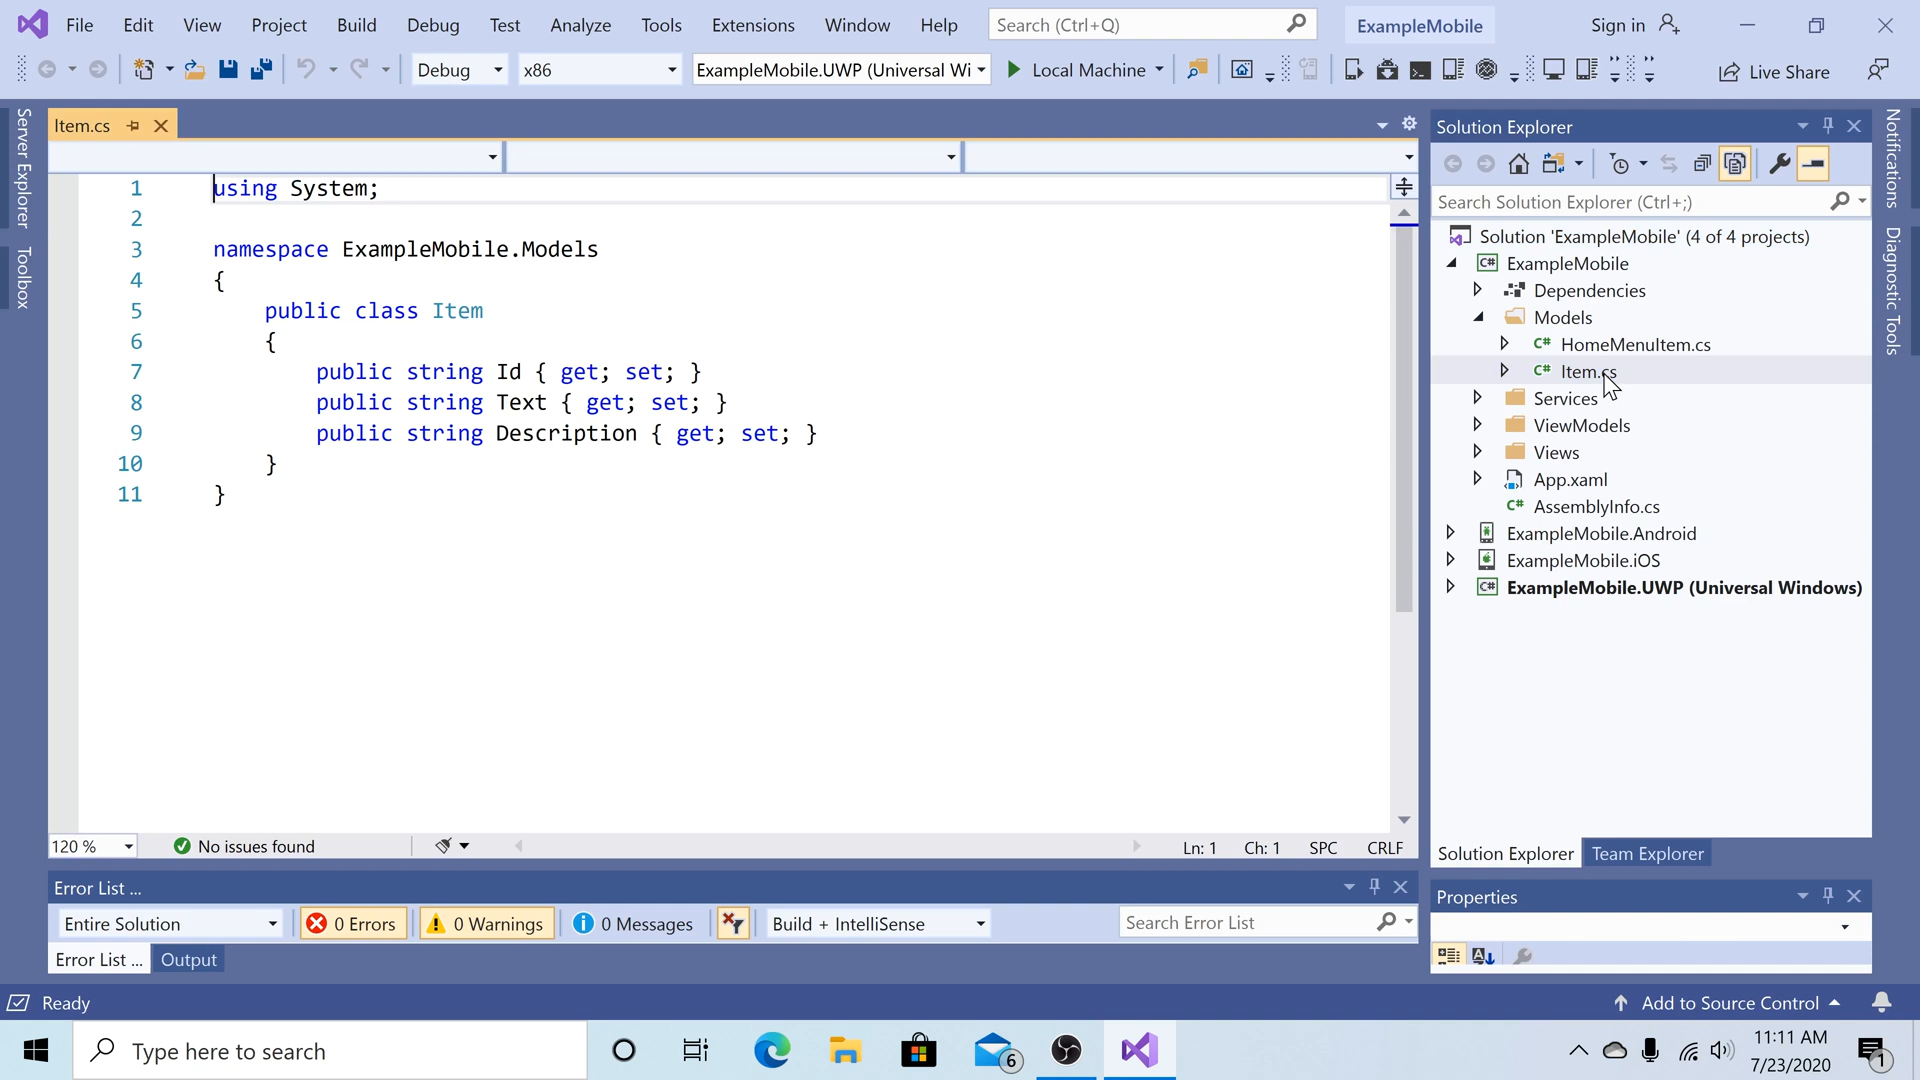 File Edit View Project Build Debug Test Analyze Tools Extensions Window Help Search (Ctrl+Q) ExampleMobile Sign in
Debug x86 ExampleMobile.UWP (Universal Wi Local Machine Live Share
Server Explorer
Toolbox
Item.cs
1 using System;
2
3 namespace ExampleMobile.Models
4 {
5 public class Item
6 {
7 public string Id { get; set; }
8 public string Text { get; set; }
9 public string Description { get; set; }
10 }
11 }
120 % No issues found Ln: 1 Ch: 1 SPC CRLF
Error List ...
Entire Solution 0 Errors 0 Warnings 0 Messages Build + IntelliSense Search Error List
Error List ... Output
Solution Explorer
Search Solution Explorer (Ctrl+;)
Solution 'ExampleMobile' (4 of 4 projects)
C# ExampleMobile
Dependencies
Models
C# HomeMenuItem.cs
C# Item.cs
Services
ViewModels
Views
App.xaml
C# AssemblyInfo.cs
ExampleMobile.Android
ExampleMobile.iOS
C# ExampleMobile.UWP (Universal Windows)
Solution Explorer Team Explorer
Properties
Notifications
Diagnostic Tools
Ready Add to Source Control
Type here to search 6 11:11 AM
7/23/2020 1